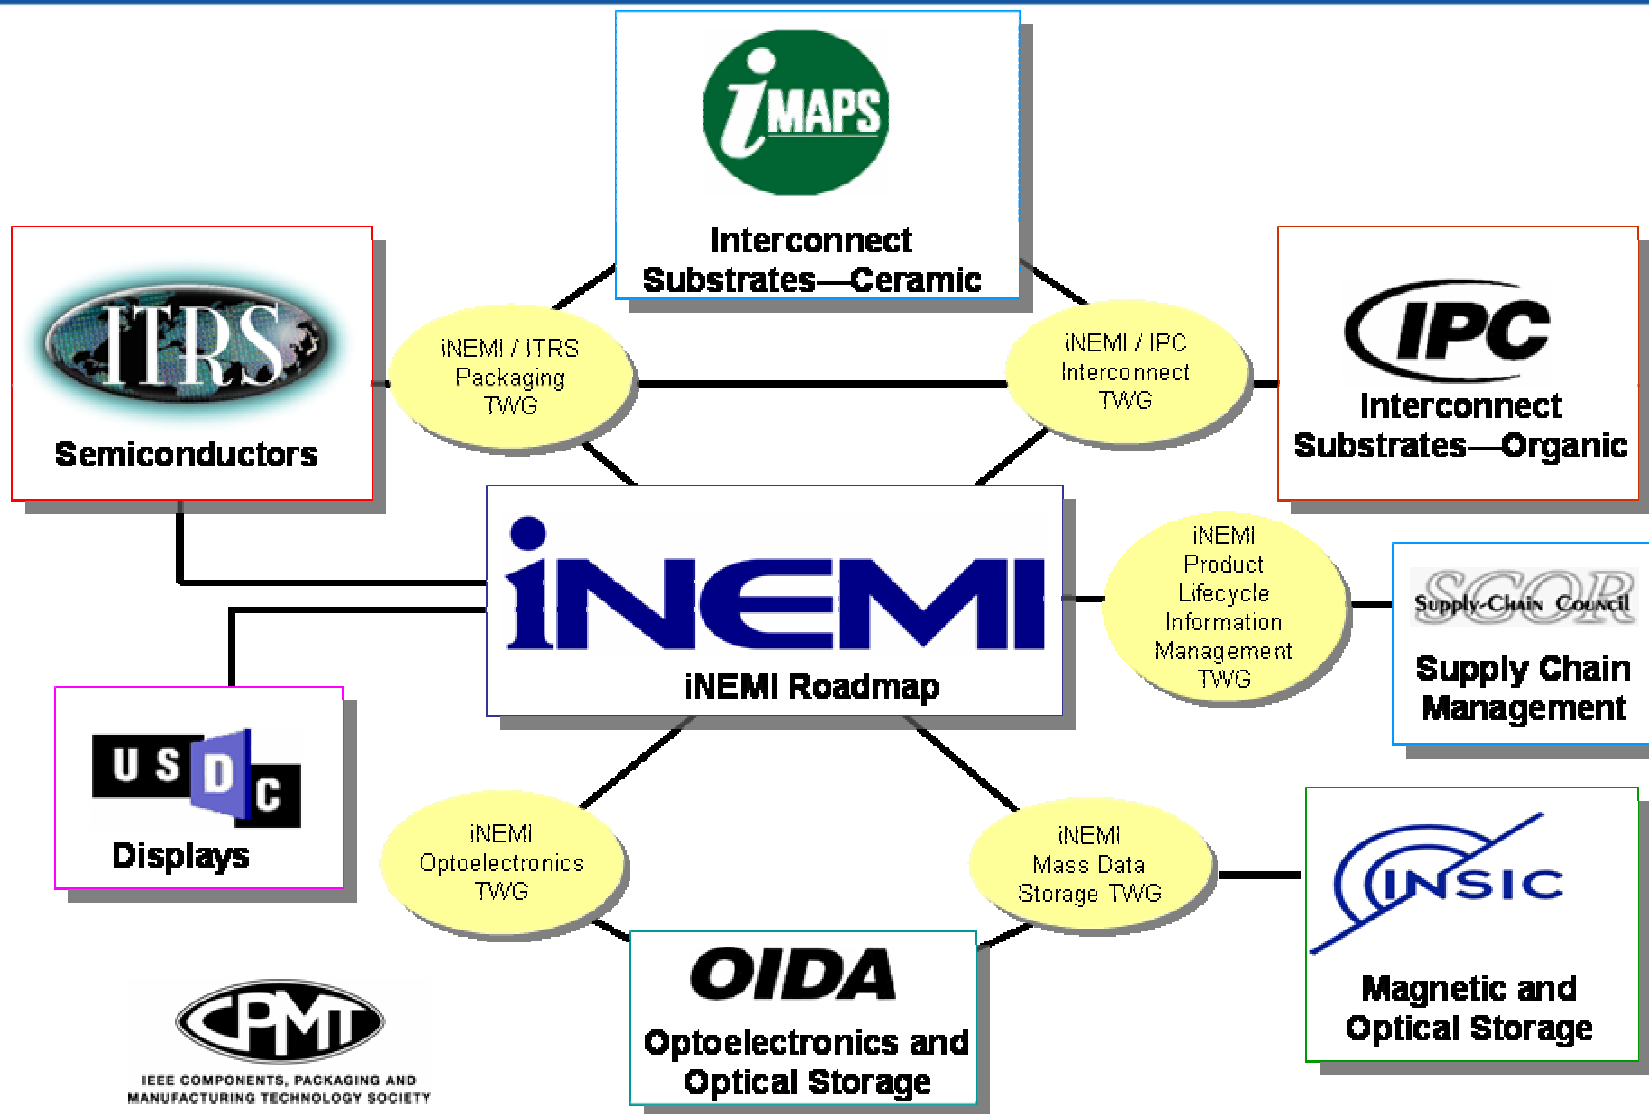 iMAPS
Interconnect
Substrates—Ceramic
ITRS
Semiconductors
iNEMI / ITRS
Packaging
TWG
iNEMI / IPC
Interconnect
TWG
IPC
Interconnect
Substrates—Organic
iNEMI
iNEMI Roadmap
iNEMI
Product
Lifecycle
Information
Management
TWG
SCOR
Supply-Chain Council
Supply Chain
Management
USDC
Displays
iNEMI
Optoelectronics
TWG
iNEMI
Mass Data
Storage TWG
INSIC
Magnetic and
Optical Storage
OIDA
Optoelectronics and
Optical Storage
CPMT
IEEE COMPONENTS, PACKAGING AND
MANUFACTURING TECHNOLOGY SOCIETY